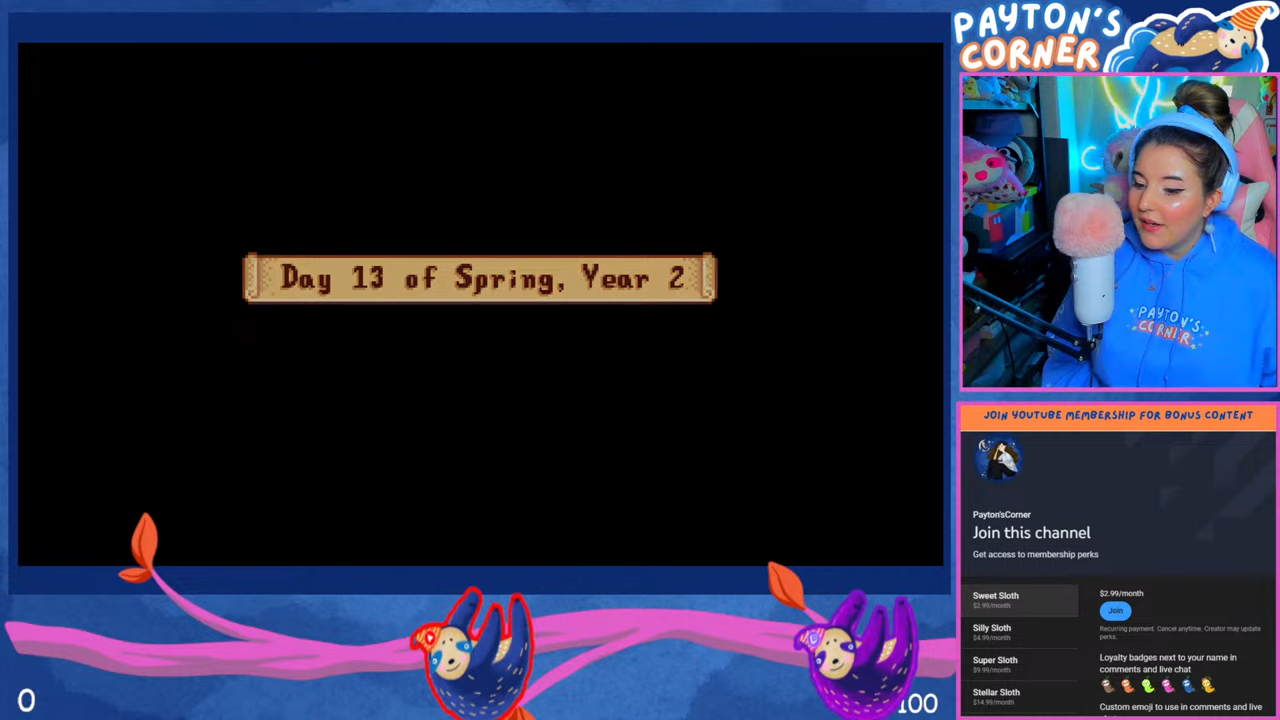 PAYTON'S
CORNER
Day 13 of Spring, Year 2
PAYTON'S
CORNER
JOIN YOUTUBE MEMBERSHIP FOR BONUS CONTENT
Payton'sCorner
Join this channel
Get access to membership perks
Sweet Sloth
$2.99/month
Silly Sloth
$4.99/month
Super Sloth
$9.99/month
Stellar Sloth
$14.99/month
$2.99/month
Join
Recurring payment. Cancel anytime. Creator may update
perks.
Loyalty badges next to your name in
comments and live chat
Custom emoji to use in comments and live
0
100